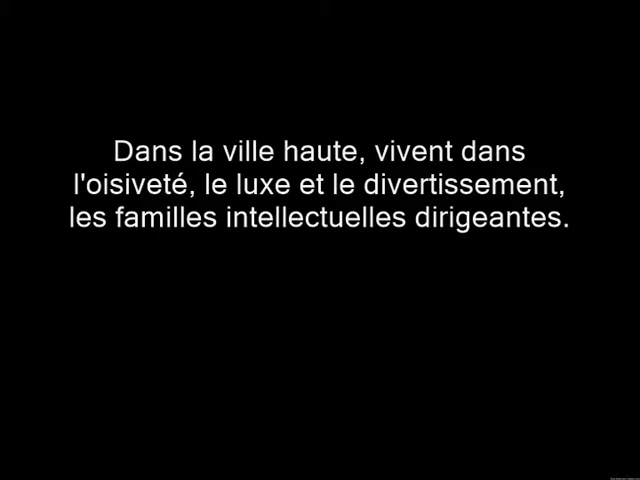 Dans la ville haute, vivent dans
l'oisiveté, le luxe et le divertissement,
les familles intellectuelles dirigeantes.